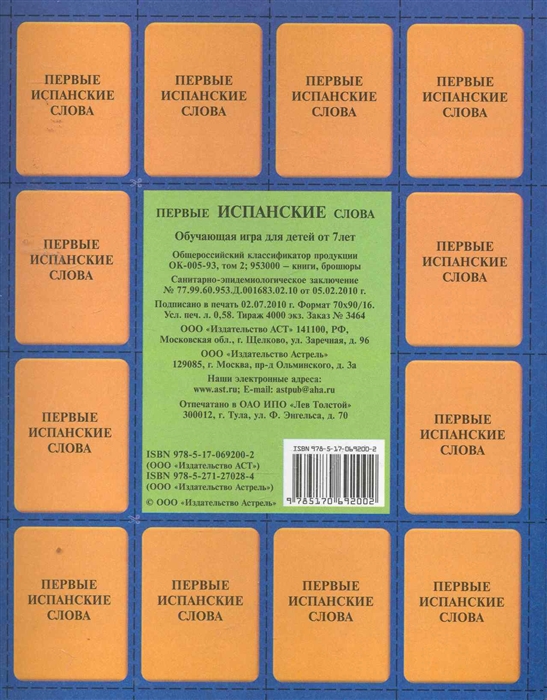 ПЕРВЫЕ
ИСПАНСКИЕ
СЛОВА
ПЕРВЫЕ
ИСПАНСКИЕ
СЛОВА
ПЕРВЫЕ
ИСПАНСКИЕ
СЛОВА
ПЕРВЫЕ
ИСПАНСКИЕ
СЛОВА
ПЕРВЫЕ
ИСПАНСКИЕ
СЛОВА
ПЕРВЫЕ ИСПАНСКИЕ СЛОВА
Обучающая игра для детей от 7лет
Общероссийский классификатор продукции
ОК-005-93, том 2; 953000 – книги, брошюры
Санитарно-эпидемиологическое заключение
№ 77.99.60.953.Д.001683.02.10 от 05.02.2010 г.
Подписано в печать 02.07.2010 г. Формат 70х90/16.
Усл. печ. л. 0,58. Тираж 4000 экз. Заказ № 3464
ООО «Издательство АСТ» 141100, РФ,
Московская обл., г. Щелково, ул. Заречная, д. 96
ООО «Издательство Астрель»
129085, г. Москва, пр-д Ольминского, д. 3а
Наши электронные адреса:
www.ast.ru; E-mail: astpub@aha.ru
Отпечатано в ОАО ИПО «Лев Толстой»
300012, г. Тула, ул. Ф. Энгельса, д. 70
ISBN 978-5-17-069200-2
(ООО «Издательство АСТ»)
ISBN 978-5-271-27028-4
(ООО «Издательство Астрель»)
© ООО «Издательство Астрель»
ISBN 978-5-17-069200-2
9 785170 692002
ПЕРВЫЕ
ИСПАНСКИЕ
СЛОВА
ПЕРВЫЕ
ИСПАНСКИЕ
СЛОВА
ПЕРВЫЕ
ИСПАНСКИЕ
СЛОВА
ПЕРВЫЕ
ИСПАНСКИЕ
СЛОВА
ПЕРВЫЕ
ИСПАНСКИЕ
СЛОВА
ПЕРВЫЕ
ИСПАНСКИЕ
СЛОВА
ПЕРВЫЕ
ИСПАНСКИЕ
СЛОВА